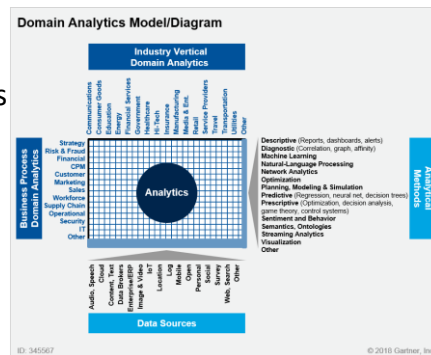 s
Domain Analytics Model/Diagram
Industry Vertical
Domain Analytics
Communications
Consumer Goods
Education
Energy
Financial Services
Government
Healthcare
Hi-Tech
Insurance
Manufacturing
Media & Ent.
Retail
Service Providers
Travel
Transportation
Utilities
Other
Business Process
Domain Analytics
Strategy
Risk & Fraud
Financial
CPM
Customer
Marketing
Sales
Workforce
Supply Chain
Operational
Security
IT
Other
Analytics
Descriptive (Reports, dashboards, alerts)
Diagnostic (Correlation, graph, affinity)
Machine Learning
Natural-Language Processing
Network Analytics
Optimization
Planning, Modeling & Simulation
Predictive (Regression, neural net, decision trees)
Prescriptive (Optimization, decision analysis,
game theory, control systems)
Sentiment and Behavior
Semantics, Ontologies
Streaming Analytics
Visualization
Other
Analytical
Methods
Audio, Speech
Cloud
Content, Text
Data Brokers
Enterprise/ERP
Image & Video
IoT
Location
Log
Mobile
Open
Personal
Social
Survey
Web, Search
Other
Data Sources
ID: 345567
© 2018 Gartner, Inc